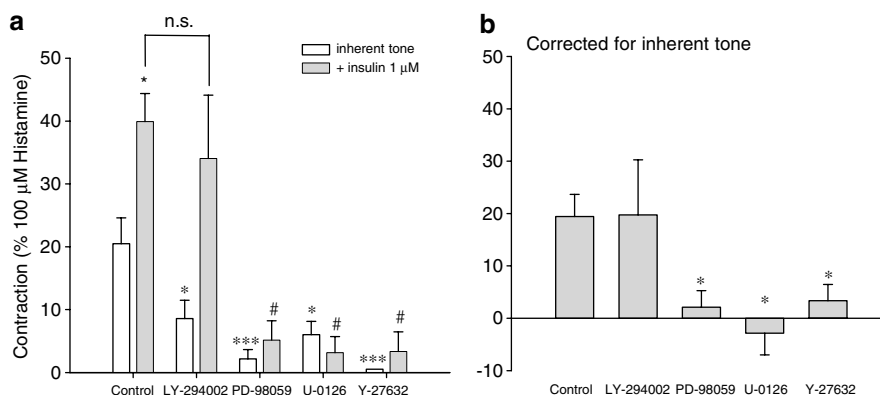 a
n.s.
50
40
30
20
10
0
Contraction (% 100 μM Histamine)
inherent tone
+ insulin 1 μM
*
*
***
#
*
#
***
#
Control LY-294002 PD-98059 U-0126 Y-27632
b
Corrected for inherent tone
50
40
30
20
10
0
-10
*
*
*
Control LY-294002 PD-98059 U-0126 Y-27632